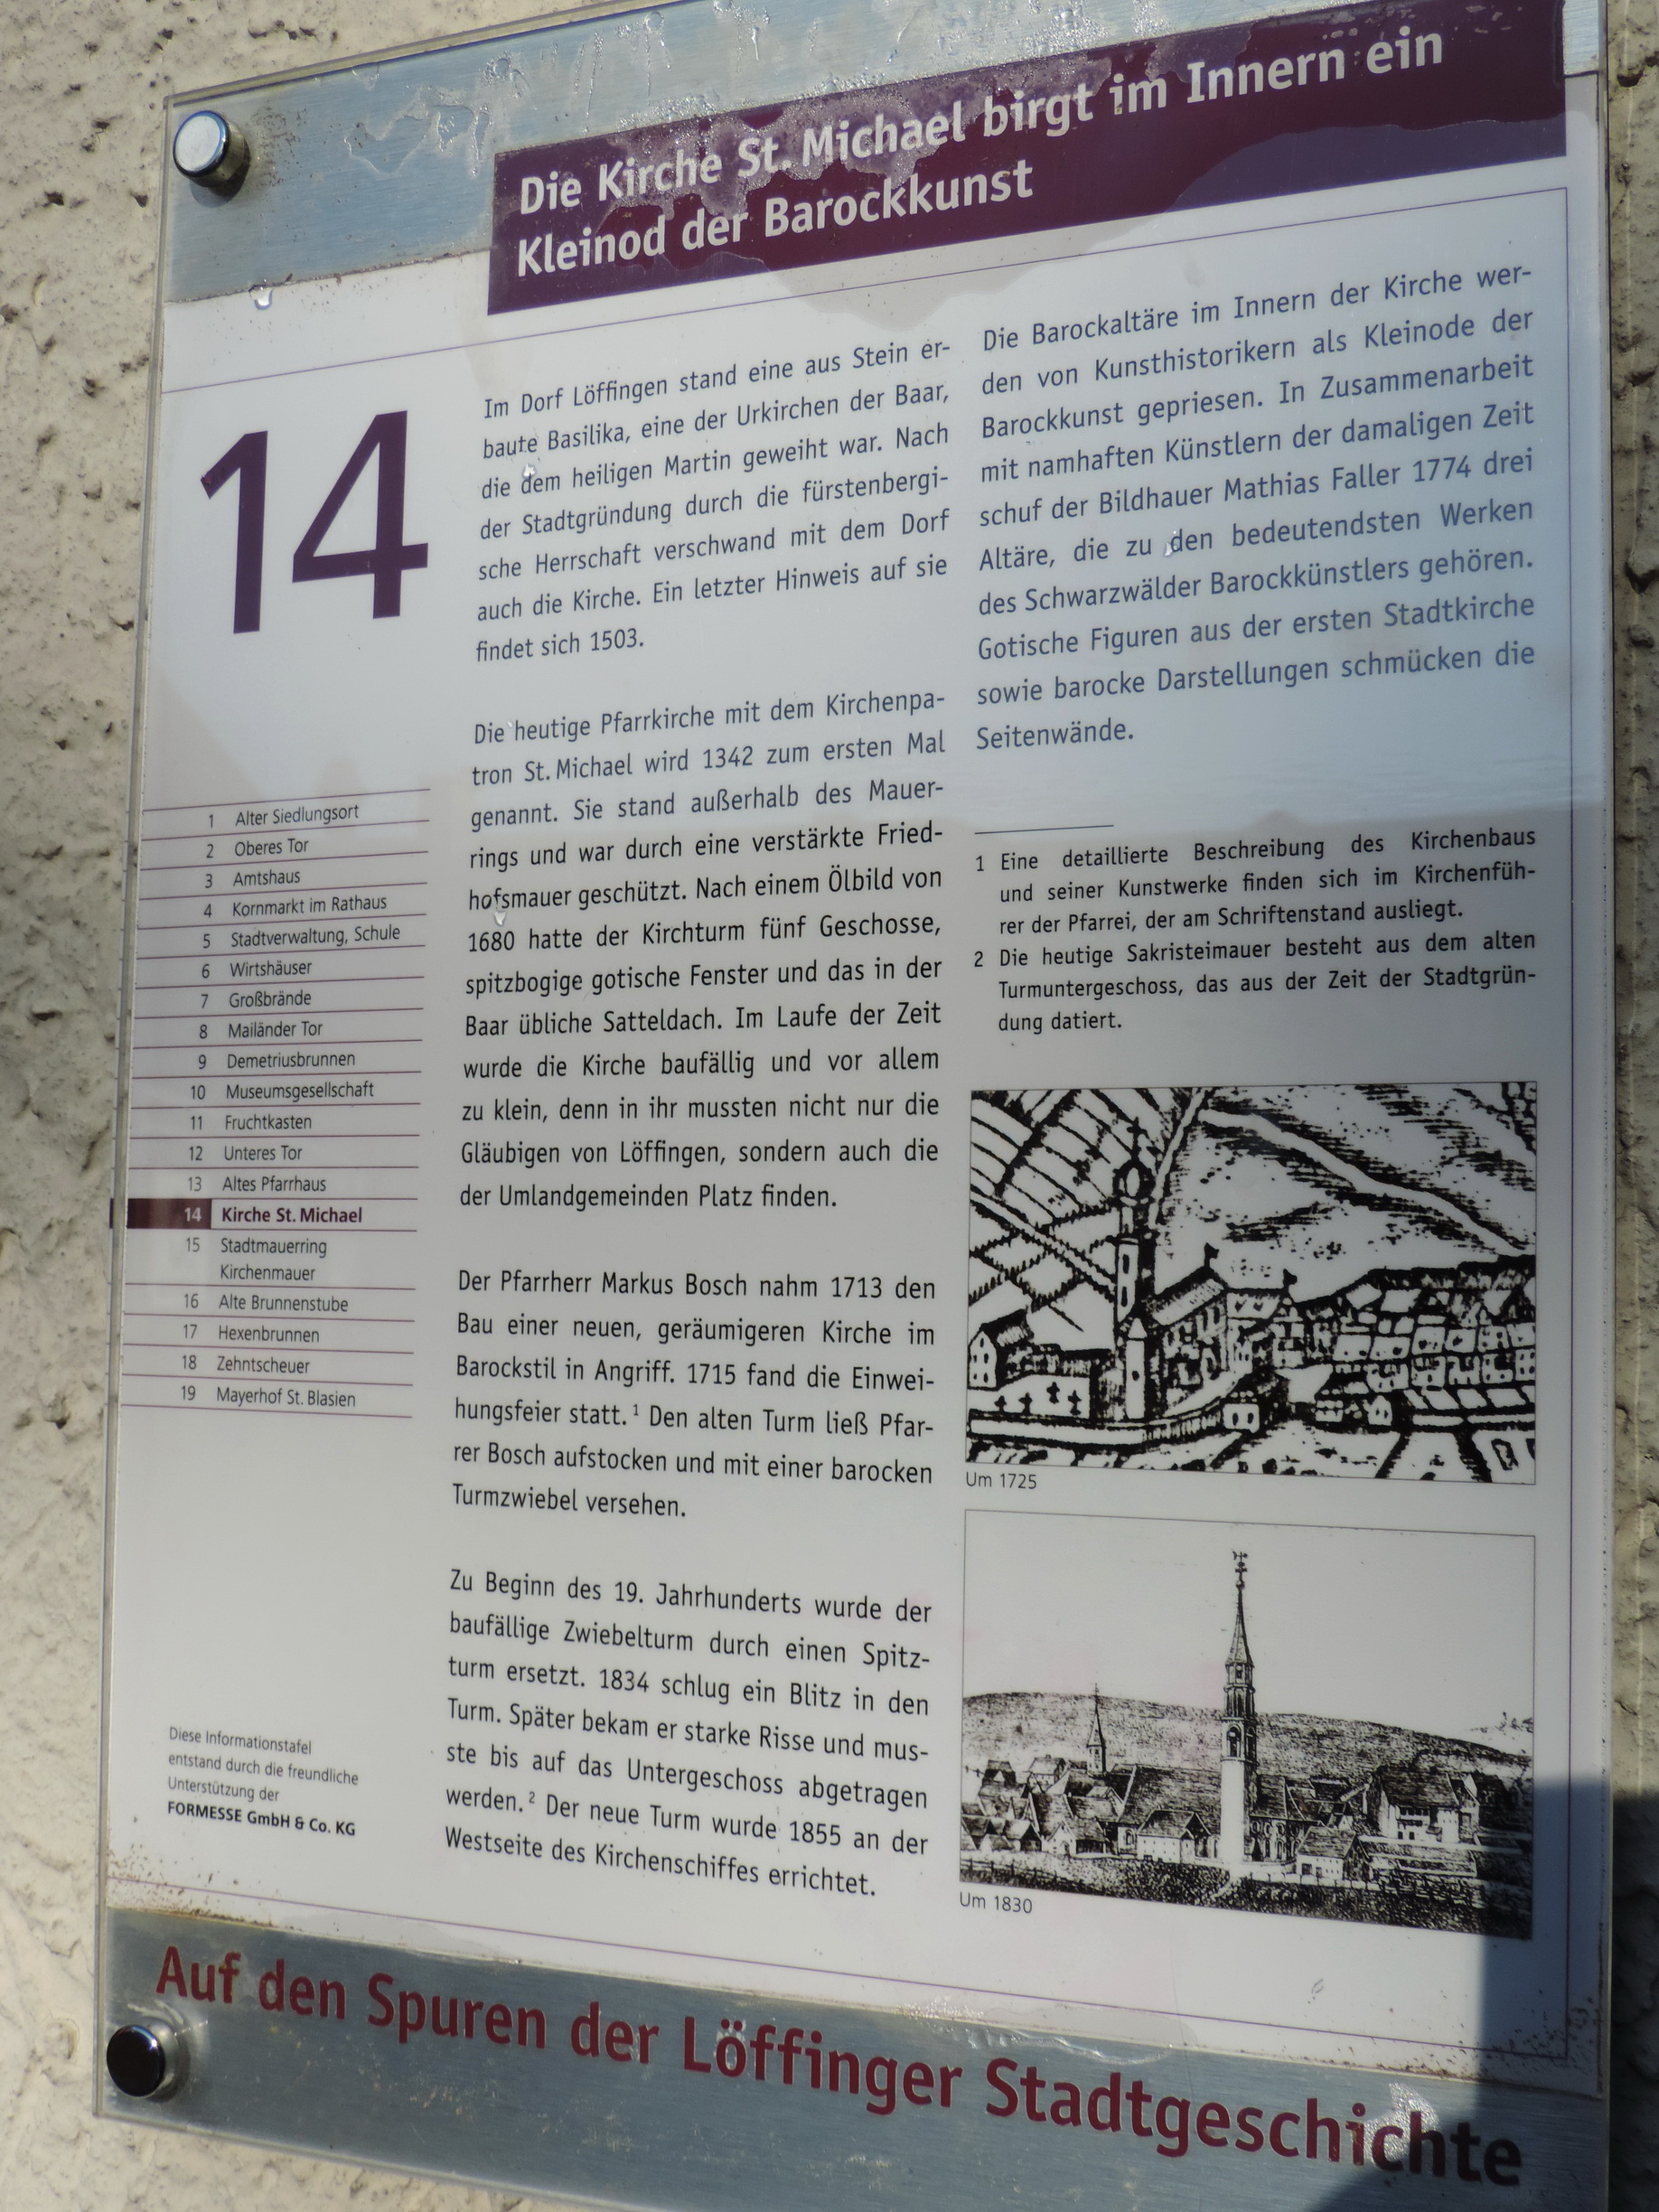 Die Kirche St. Michael birgt im Innern ein
Kleinod der Barockkunst
14
Im Dorf Löffingen stand eine aus Stein er-
baute Basilika, eine der Urkirchen der Baar,
die dem heiligen Martin geweiht war. Nach
der Stadtgründung durch die fürstenbergi-
sche Herrschaft verschwand mit dem Dorf
auch die Kirche. Ein letzter Hinweis auf sie
findet sich 1503.
Die heutige Pfarrkirche mit dem Kirchenpa-
tron St. Michael wird 1342 zum ersten Mal
genannt. Sie stand außerhalb des Mauer-
rings und war durch eine verstärkte Fried-
hofsmauer geschützt. Nach einem Ölbild von
1680 hatte der Kirchturm fünf Geschosse,
spitzbogige gotische Fenster und das in der
Baar übliche Satteldach. Im Laufe der Zeit
wurde die Kirche baufällig und vor allem
zu klein, denn in ihr mussten nicht nur die
Gläubigen von Löffingen, sondern auch die
der Umlandgemeinden Platz finden.
Der Pfarrherr Markus Bosch nahm 1713 den
Bau einer neuen, geräumigeren Kirche im
Barockstil in Angriff. 1715 fand die Einwei-
hungsfeier statt.¹ Den alten Turm ließ Pfar-
rer Bosch aufstocken und mit einer barocken
Turmzwiebel versehen.
Zu Beginn des 19. Jahrhunderts wurde der
baufällige Zwiebelturm durch einen Spitz-
turm ersetzt. 1834 schlug ein Blitz in den
Turm. Später bekam er starke Risse und mus-
ste bis auf das Untergeschoss abgetragen
werden.² Der neue Turm wurde 1855 an der
Westseite des Kirchenschiffes errichtet.
Die Barockaltäre im Innern der Kirche wer-
den von Kunsthistorikern als Kleinode der
Barockkunst gepriesen. In Zusammenarbeit
mit namhaften Künstlern der damaligen Zeit
schuf der Bildhauer Mathias Faller 1774 drei
Altäre, die zu den bedeutendsten Werken
des Schwarzwälder Barockkünstlers gehören.
Gotische Figuren aus der ersten Stadtkirche
sowie barocke Darstellungen schmücken die
Seitenwände.
1 Eine detaillierte Beschreibung des Kirchenbaus
und seiner Kunstwerke finden sich im Kirchenfüh-
rer der Pfarrei, der am Schriftenstand ausliegt.
2 Die heutige Sakristeimauer besteht aus dem alten
Turmuntergeschoss, das aus der Zeit der Stadtgrün-
dung datiert.
Um 1725
Um 1830
1 Alter Siedlungsort
2 Oberes Tor
3 Amtshaus
4 Kornmarkt im Rathaus
5 Stadtverwaltung, Schule
6 Wirtshäuser
7 Großbrände
8 Mailänder Tor
9 Demetriusbrunnen
10 Museumsgesellschaft
11 Fruchtkasten
12 Unteres Tor
13 Altes Pfarrhaus
14 Kirche St. Michael
15 Stadtmauerring
Kirchenmauer
16 Alte Brunnenstube
17 Hexenbrunnen
18 Zehntscheuer
19 Mayerhof St. Blasien
Diese Informationstafel
entstand durch die freundliche
Unterstützung der
FORMESSE GmbH & Co. KG
Auf den Spuren der Löffinger Stadtgeschichte